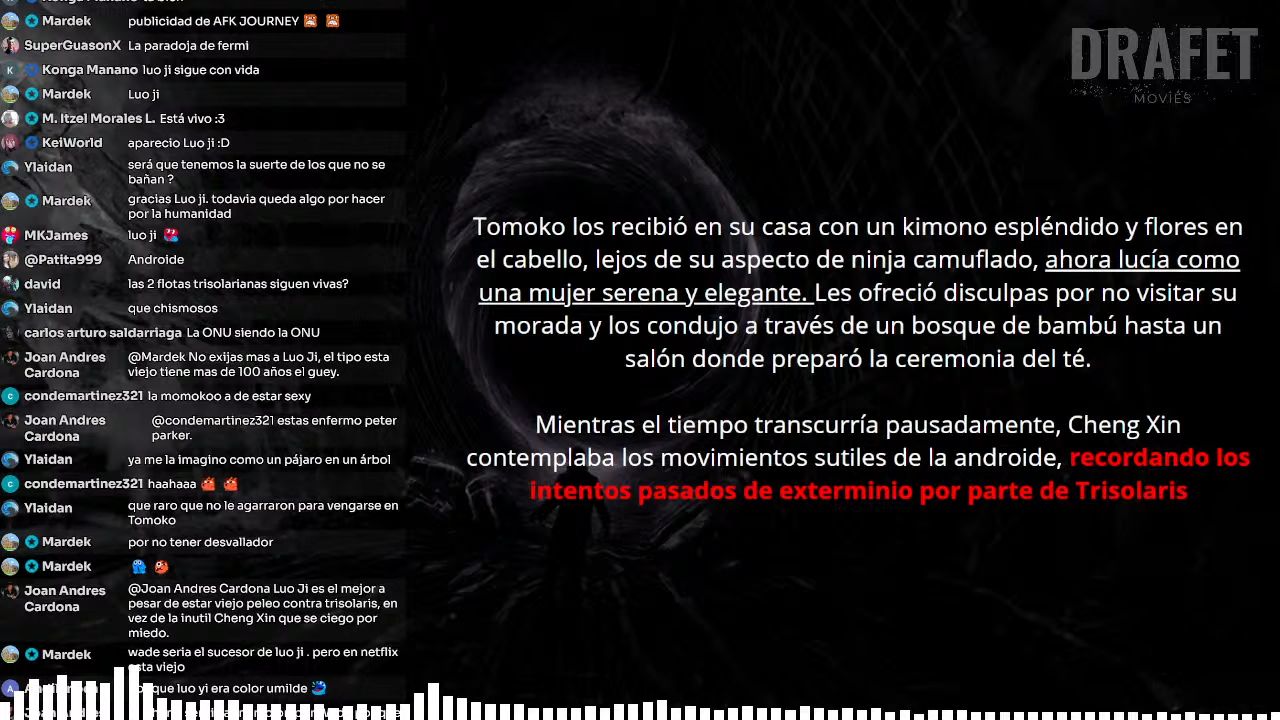 Mardek publicidad de AFK JOURNEY
SuperGuasonX La paradoja de fermi
K Konga Manano luo ji sigue con vida
Mardek Luo ji
M. Itzel Morales L. Está vivo :3
KeiWorld aparecio Luo ji :D
Ylaidan será que tenemos la suerte de los que no se
bañan ?
Mardek gracias Luo ji. todavia queda algo por hacer
por la humanidad
MKJames luo ji
@Patita999 Androide
david las 2 flotas trisolarianas siguen vivas?
Ylaidan que chismosos
carlos arturo saldarriaga La ONU siendo la ONU
Joan Andres @Mardek No exijas mas a Luo Ji, el tipo esta
Cardona viejo tiene mas de 100 años el guey.
c condemartinez321 la momokoo a de estar sexy
Joan Andres @condemartinez321 estas enfermo peter
Cardona parker.
Ylaidan ya me la imagino como un pájaro en un árbol
c condemartinez321 haahaaa
Ylaidan que raro que no le agarraron para vengarse en
Tomoko
Mardek por no tener desvallador
Mardek
Joan Andres @Joan Andres Cardona Luo Ji es el mejor a
Cardona pesar de estar viejo peleo contra trisolaris, en
vez de la inutil Cheng Xin que se ciego por
miedo.
Mardek wade seria el sucesor de luo ji . pero en netflix
esta viejo
que luo yi era color umilde
DRAFET
MOVIES
Tomoko los recibió en su casa con un kimono espléndido y flores en
el cabello, lejos de su aspecto de ninja camuflado, ahora lucía como
una mujer serena y elegante. Les ofreció disculpas por no visitar su
morada y los condujo a través de un bosque de bambú hasta un
salón donde preparó la ceremonia del té.
Mientras el tiempo transcurría pausadamente, Cheng Xin
contemplaba los movimientos sutiles de la androide, recordando los
intentos pasados de exterminio por parte de Trisolaris